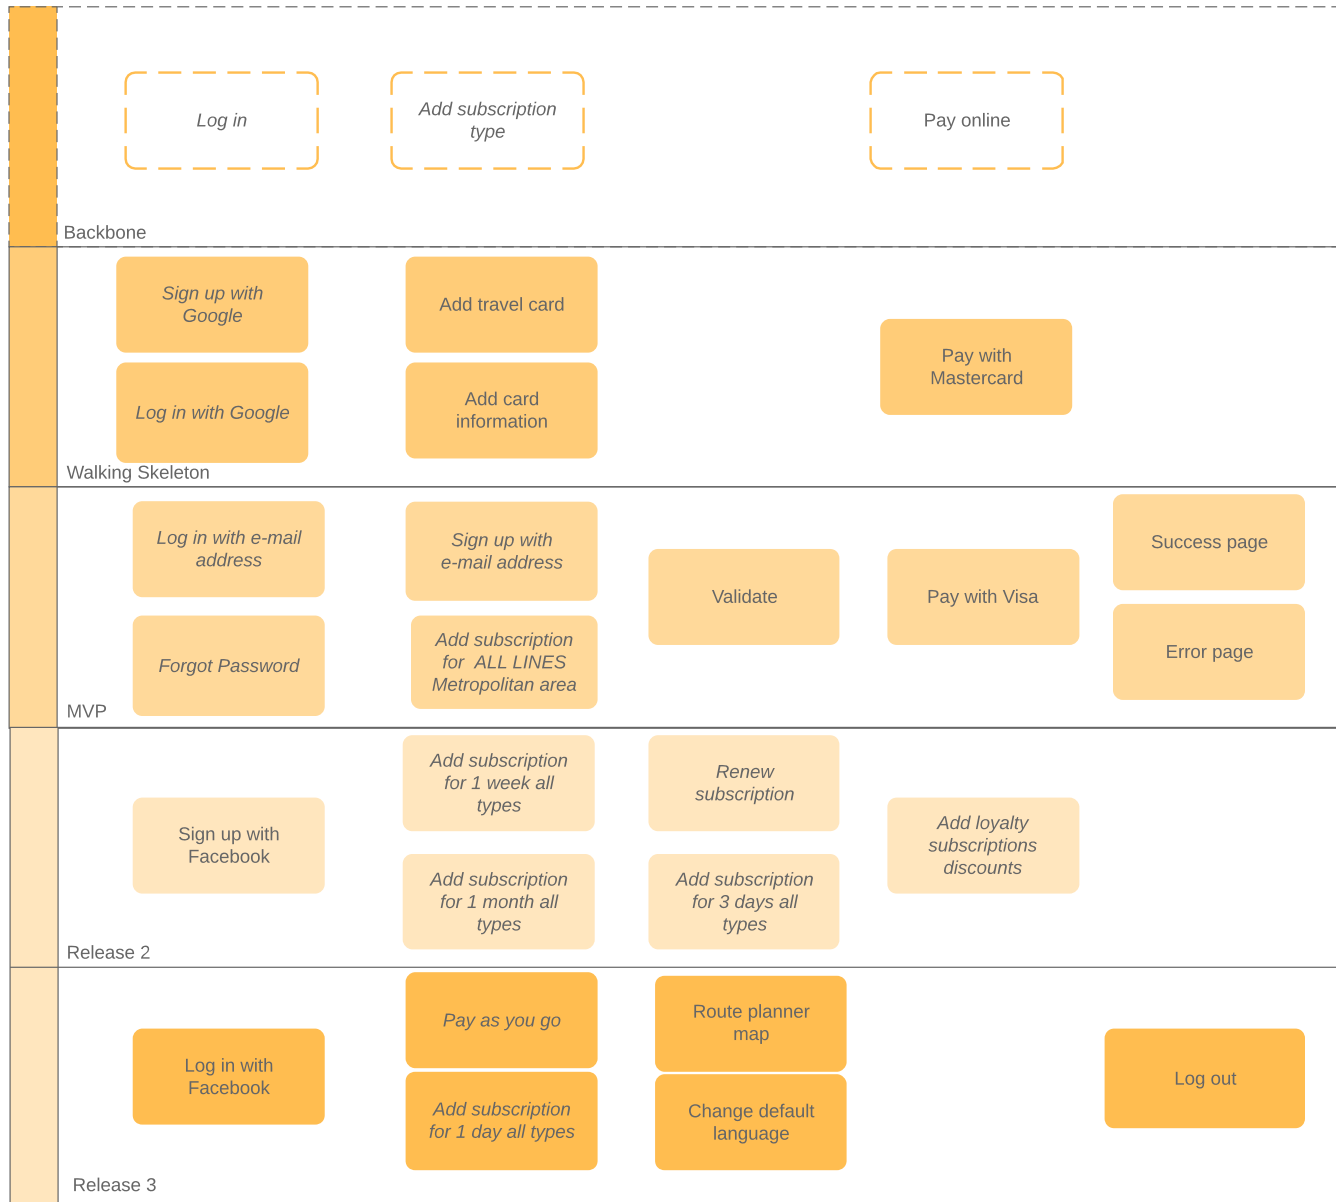 Log in
Add subscription
type
Pay online
Backbone
Sign up with
Google
Add travel card
Pay with
Mastercard
Log in with Google
Add card
information
Walking Skeleton
Log in with e-mail
address
Sign up with
e-mail address
Validate
Pay with Visa
Success page
Forgot Password
Add subscription
for  ALL LINES
Metropolitan area
Error page
MVP
Sign up with
Facebook
Add subscription
for 1 week all
types
Renew
subscription
Add loyalty
subscriptions
discounts
Add subscription
for 1 month all
types
Add subscription
for 3 days all
types
Release 2
Log in with
Facebook
Pay as you go
Route planner
map
Log out
Add subscription
for 1 day all types
Change default
language
Release 3